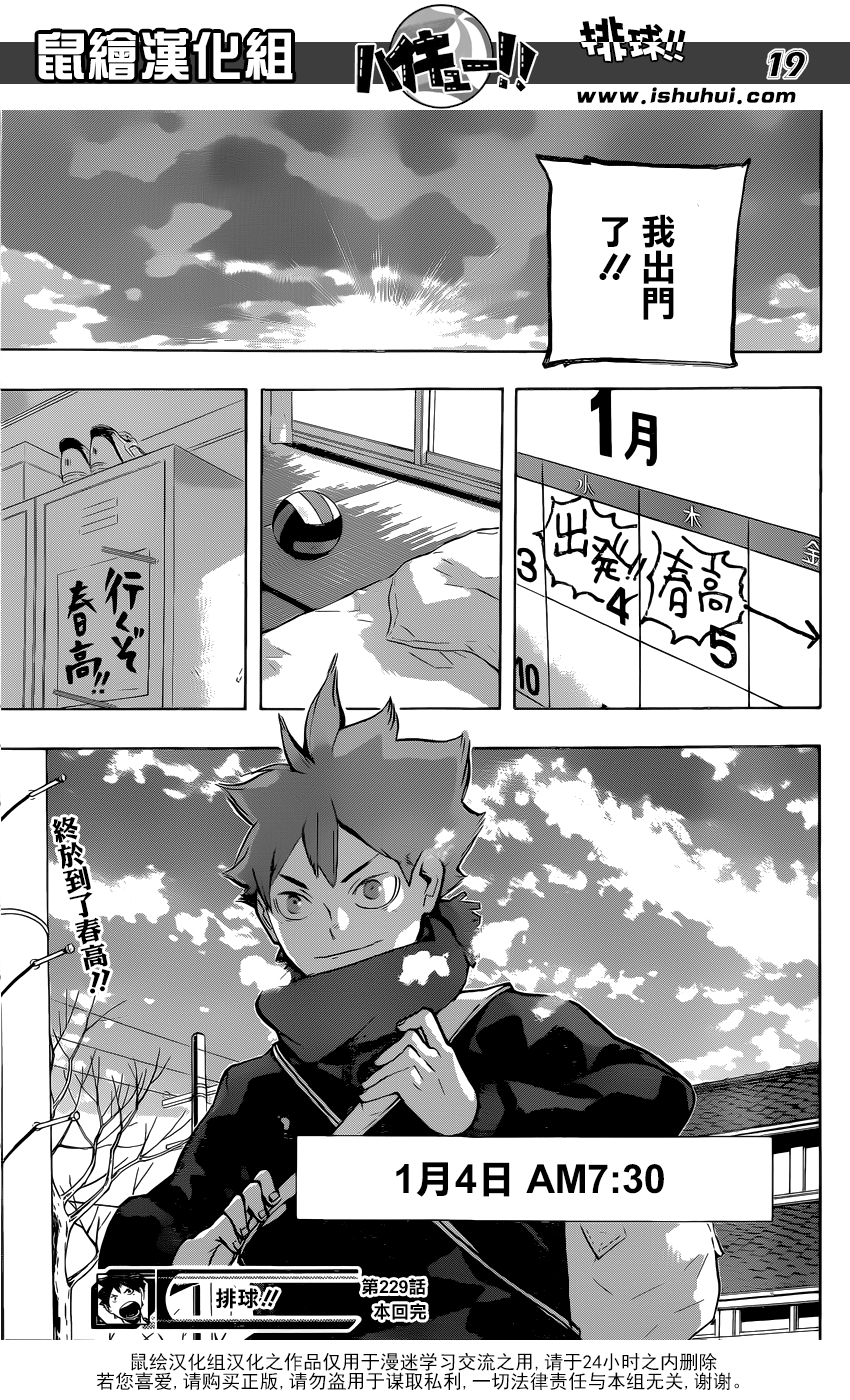 鼠繪漢化組
ハイキュー!!
排球!!
19
www.ishuhui.com
我出門
了!!
1月
水
木
金
3
出発!!
4
春高
5
10
行くぞ
春高!!
終於到了春高!!
1月4日 AM7:30
排球!!
第229話
本回完
鼠绘汉化组汉化之作品仅用于漫迷学习交流之用, 请于24小时之内删除
若您喜爱, 请购买正版, 请勿用于谋取私利, 一切法律责任与本组无关, 谢谢。